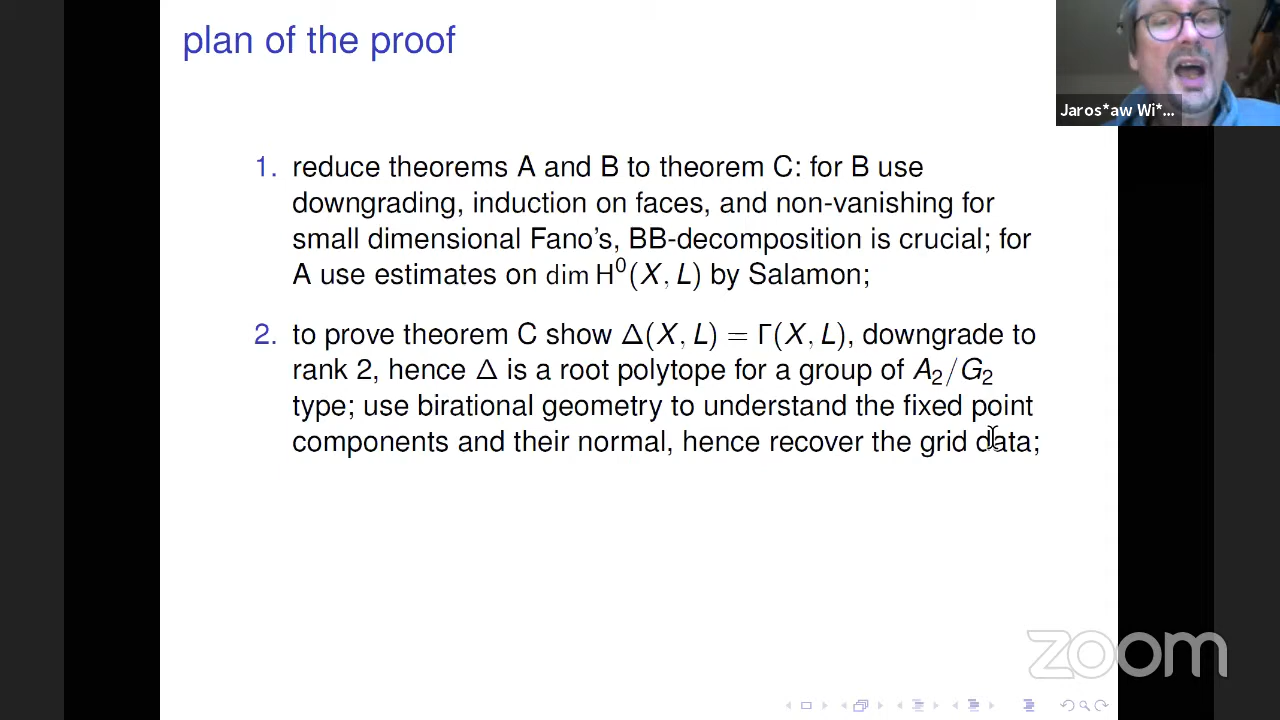 plan of the proof
Jaros*aw Wi*...
1. reduce theorems A and B to theorem C: for B use
downgrading, induction on faces, and non-vanishing for
small dimensional Fano's, BB-decomposition is crucial; for
A use estimates on dim H⁰(X, L) by Salamon;
2. to prove theorem C show Δ(X, L) = Γ(X, L), downgrade to
rank 2, hence Δ is a root polytope for a group of A₂/G₂
type; use birational geometry to understand the fixed point
components and their normal, hence recover the grid data;
zoom